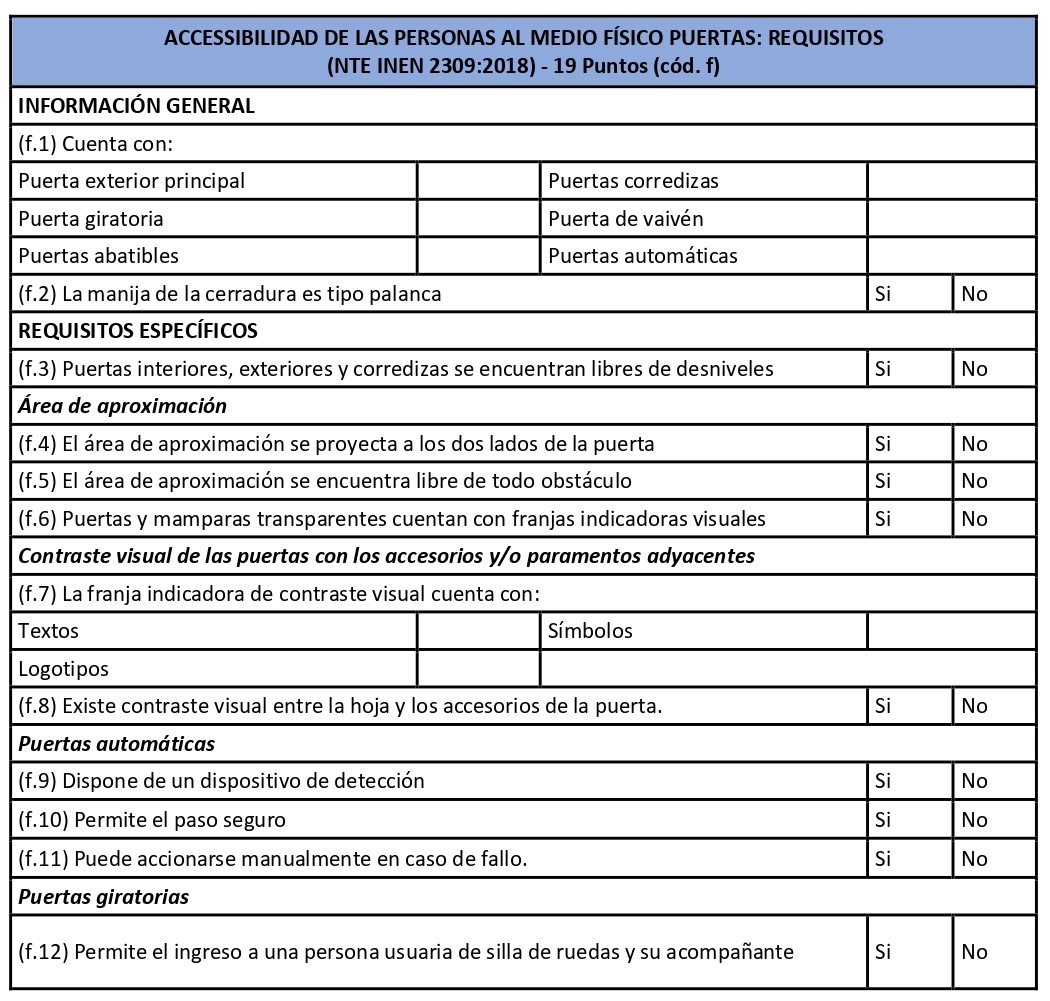 ACCESSIBILIDAD DE LAS PERSONAS AL MEDIO FÍSICO PUERTAS: REQUISITOS
(NTE INEN 2309:2018) - 19 Puntos (cód. f)
INFORMACIÓN GENERAL
(f.1) Cuenta con:
Puerta exterior principal Puertas corredizas
Puerta giratoria Puerta de vaivén
Puertas abatibles Puertas automáticas
(f.2) La manija de la cerradura es tipo palanca Si No
REQUISITOS ESPECÍFICOS
(f.3) Puertas interiores, exteriores y corredizas se encuentran libres de desniveles Si No
Área de aproximación
(f.4) El área de aproximación se proyecta a los dos lados de la puerta Si No
(f.5) El área de aproximación se encuentra libre de todo obstáculo Si No
(f.6) Puertas y mamparas transparentes cuentan con franjas indicadoras visuales Si No
Contraste visual de las puertas con los accesorios y/o paramentos adyacentes
(f.7) La franja indicadora de contraste visual cuenta con:
Textos Símbolos
Logotipos
(f.8) Existe contraste visual entre la hoja y los accesorios de la puerta. Si No
Puertas automáticas
(f.9) Dispone de un dispositivo de detección Si No
(f.10) Permite el paso seguro Si No
(f.11) Puede accionarse manualmente en caso de fallo. Si No
Puertas giratorias
(f.12) Permite el ingreso a una persona usuaria de silla de ruedas y su acompañante Si No